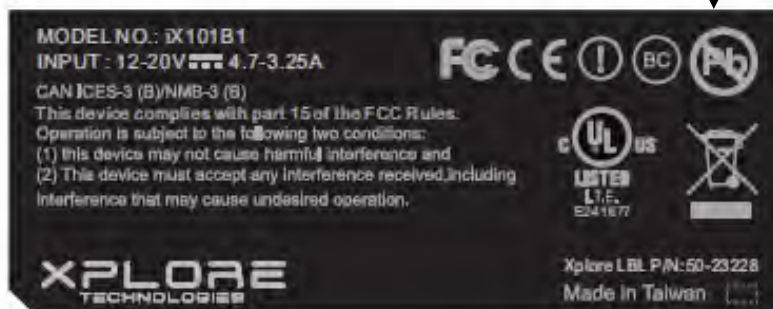 MODEL NO.: iX101B1
INPUT : 12-20V⎓ 4.7-3.25A
CAN ICES-3 (B)/NMB-3 (B)
This device complies with part 15 of the FCC Rules.
Operation is subject to the following two conditions:
(1) this device may not cause harmful interference and
(2) This device must accept any interference received,including
interference that may cause undesired operation.
FC CE ! BC Pb
C UL US
LISTED
I.T.E.
E241677
XPLORE
TECHNOLOGIES
Xplore LBL P/N:50-23228
Made in Taiwan